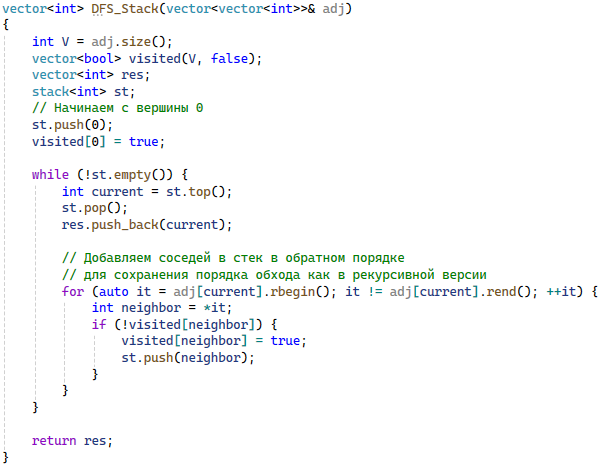 vector<int> DFS_Stack(vector<vector<int>>& adj)
{
    int V = adj.size();
    vector<bool> visited(V, false);
    vector<int> res;
    stack<int> st;
    // Начинаем с вершины 0
    st.push(0);
    visited[0] = true;

    while (!st.empty()) {
        int current = st.top();
        st.pop();
        res.push_back(current);

        // Добавляем соседей в стек в обратном порядке
        // для сохранения порядка обхода как в рекурсивной версии
        for (auto it = adj[current].rbegin(); it != adj[current].rend(); ++it) {
            int neighbor = *it;
            if (!visited[neighbor]) {
                visited[neighbor] = true;
                st.push(neighbor);
            }
        }
    }

    return res;
}